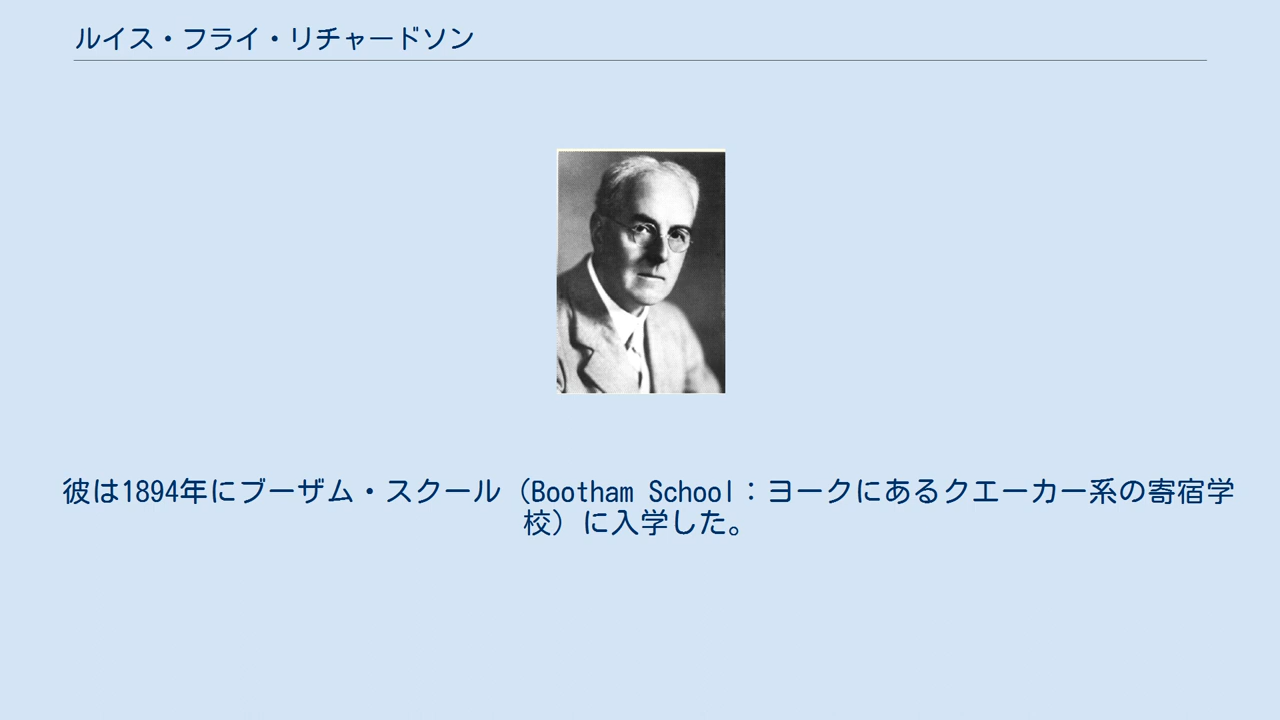 ルイス・フライ・リチャードソン
彼は1894年にブーザム・スクール（Bootham School：ヨークにあるクエーカー系の寄宿学
校）に入学した。